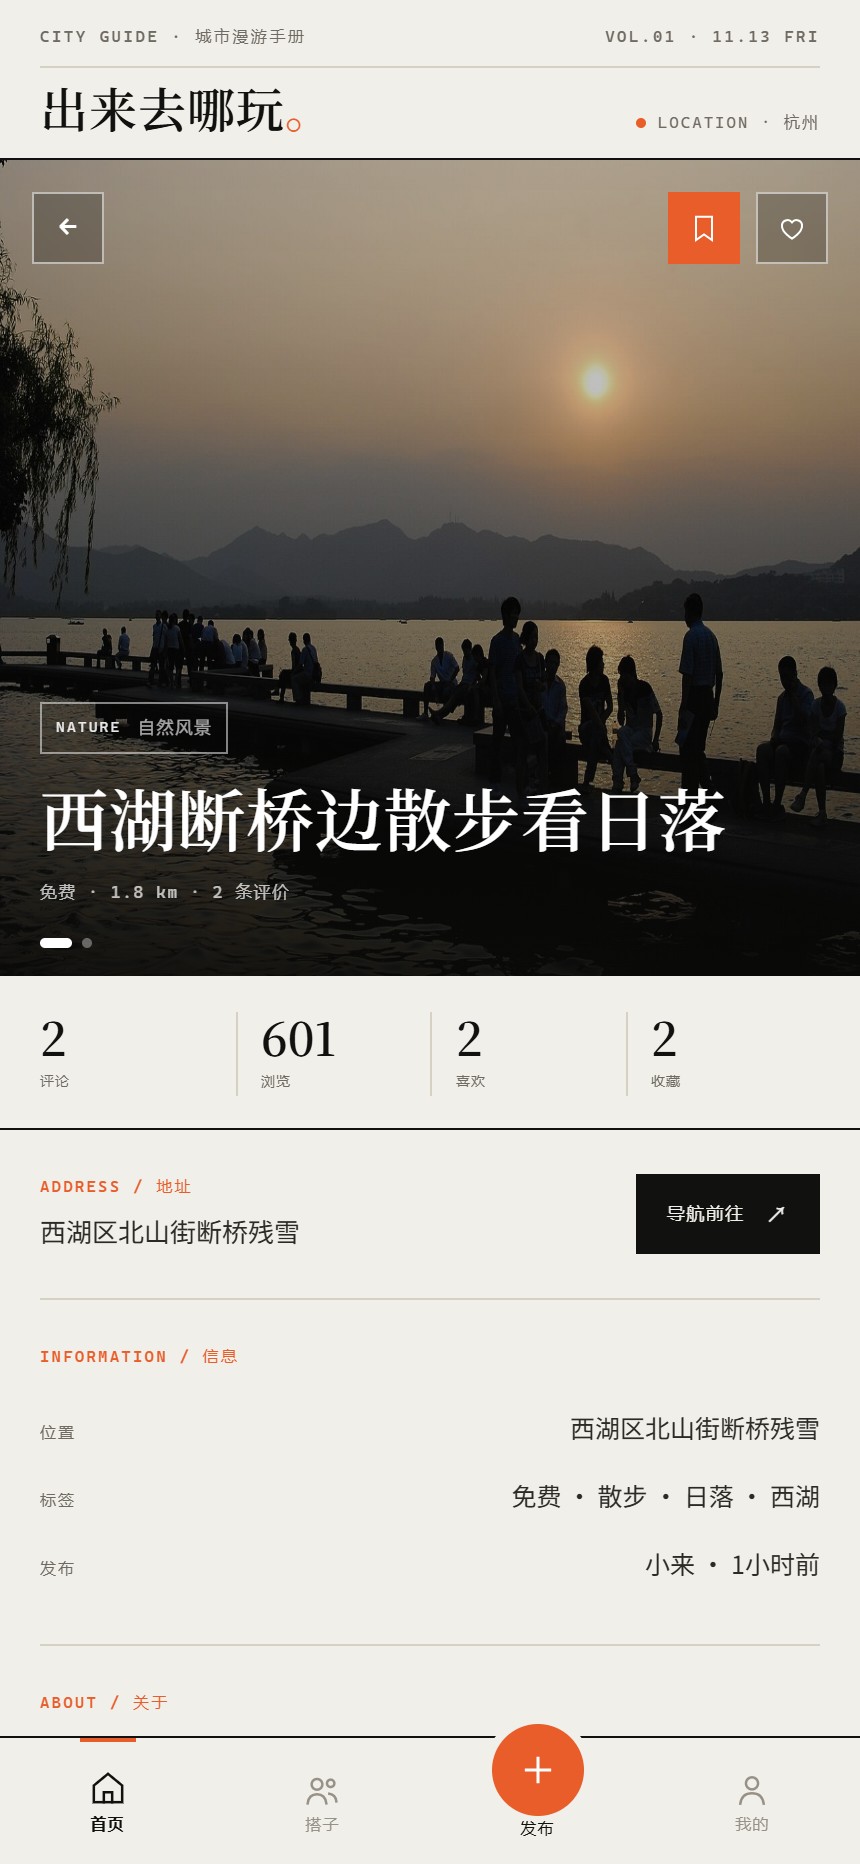 CITY GUIDE · 城市漫游手册
VOL.01 · 11.13 FRI
出来去哪玩。
LOCATION · 杭州
NATURE 自然风景
西湖断桥边散步看日落
免费 · 1.8 km · 2 条评价
2
评论
601
浏览
2
喜欢
2
收藏
ADDRESS / 地址
西湖区北山街断桥残雪
导航前往 ↗
INFORMATION / 信息
位置
西湖区北山街断桥残雪
标签
免费 • 散步 • 日落 • 西湖
发布
小来 • 1小时前
ABOUT / 关于
首页
搭子
发布
我的